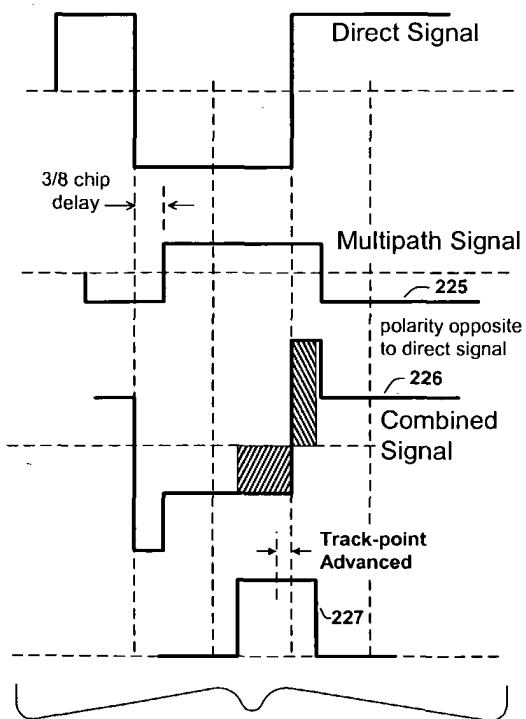 Direct Signal
3/8 chip
delay
Multipath Signal
225
polarity opposite
to direct signal
226
Combined
Signal
Track-point
Advanced
227